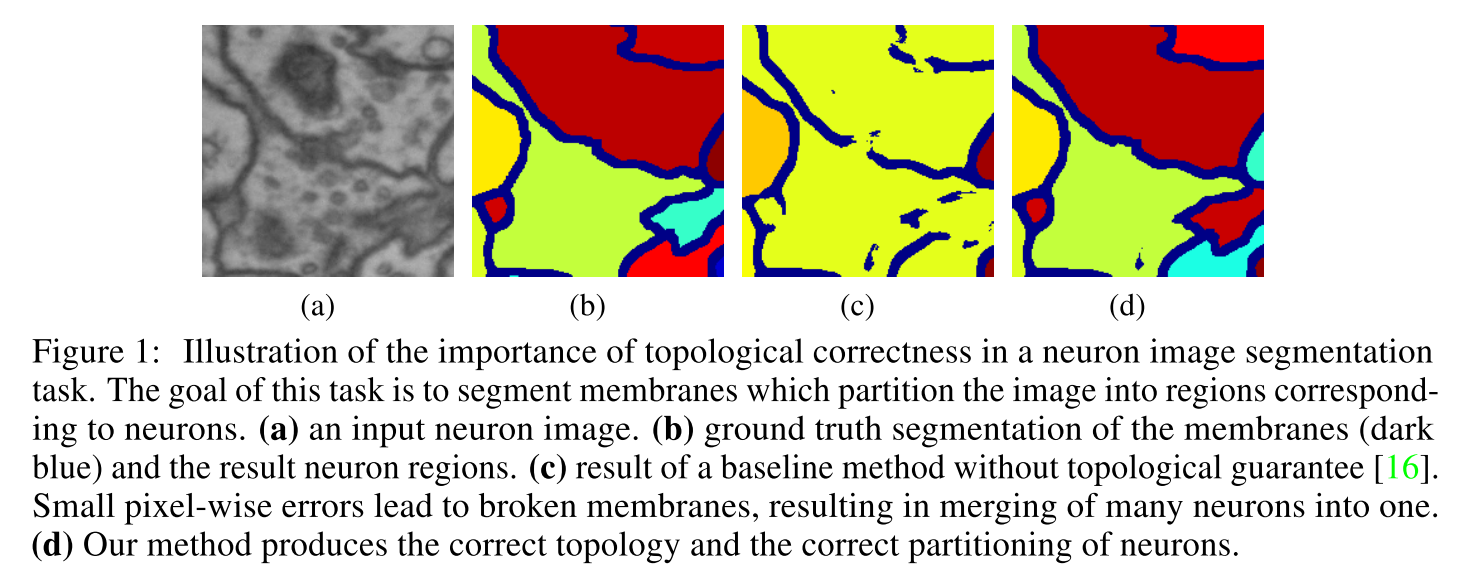 (a) (b) (c) (d)
Figure 1: Illustration of the importance of topological correctness in a neuron image segmentation
task. The goal of this task is to segment membranes which partition the image into regions correspond-
ing to neurons. (a) an input neuron image. (b) ground truth segmentation of the membranes (dark
blue) and the result neuron regions. (c) result of a baseline method without topological guarantee [16].
Small pixel-wise errors lead to broken membranes, resulting in merging of many neurons into one.
(d) Our method produces the correct topology and the correct partitioning of neurons.